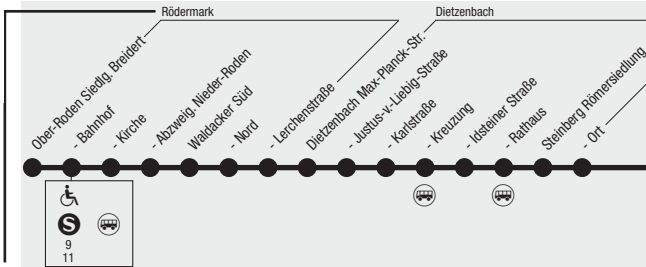 Rödermark
Dietzenbach
Ober-Roden Siedlg. Breidert
- Bahnhof
- Kirche
- Abzweig. Nieder-Roden
Waldacker Süd
- Nord
- Lerchenstraße
Dietzenbach Max-Planck-Str.
- Justus-v.-Liebig-Straße
- Karlstraße
- Kreuzung
- Idsteiner Straße
- Rathaus
Steinberg Römersiedlung
- Ort
S
9
11